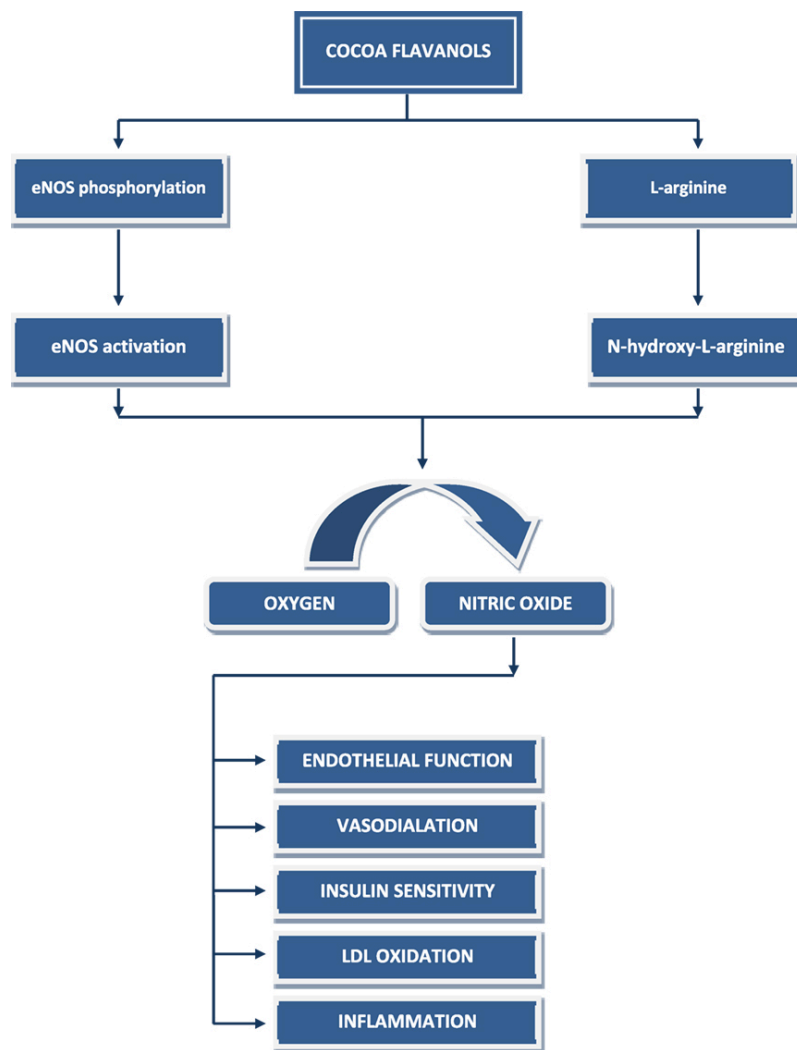 COCOA FLAVANOLS
eNOS phosphorylation
L-arginine
eNOS activation
N-hydroxy-L-arginine
OXYGEN
NITRIC OXIDE
ENDOTHELIAL FUNCTION
VASODIALATION
INSULIN SENSITIVITY
LDL OXIDATION
INFLAMMATION